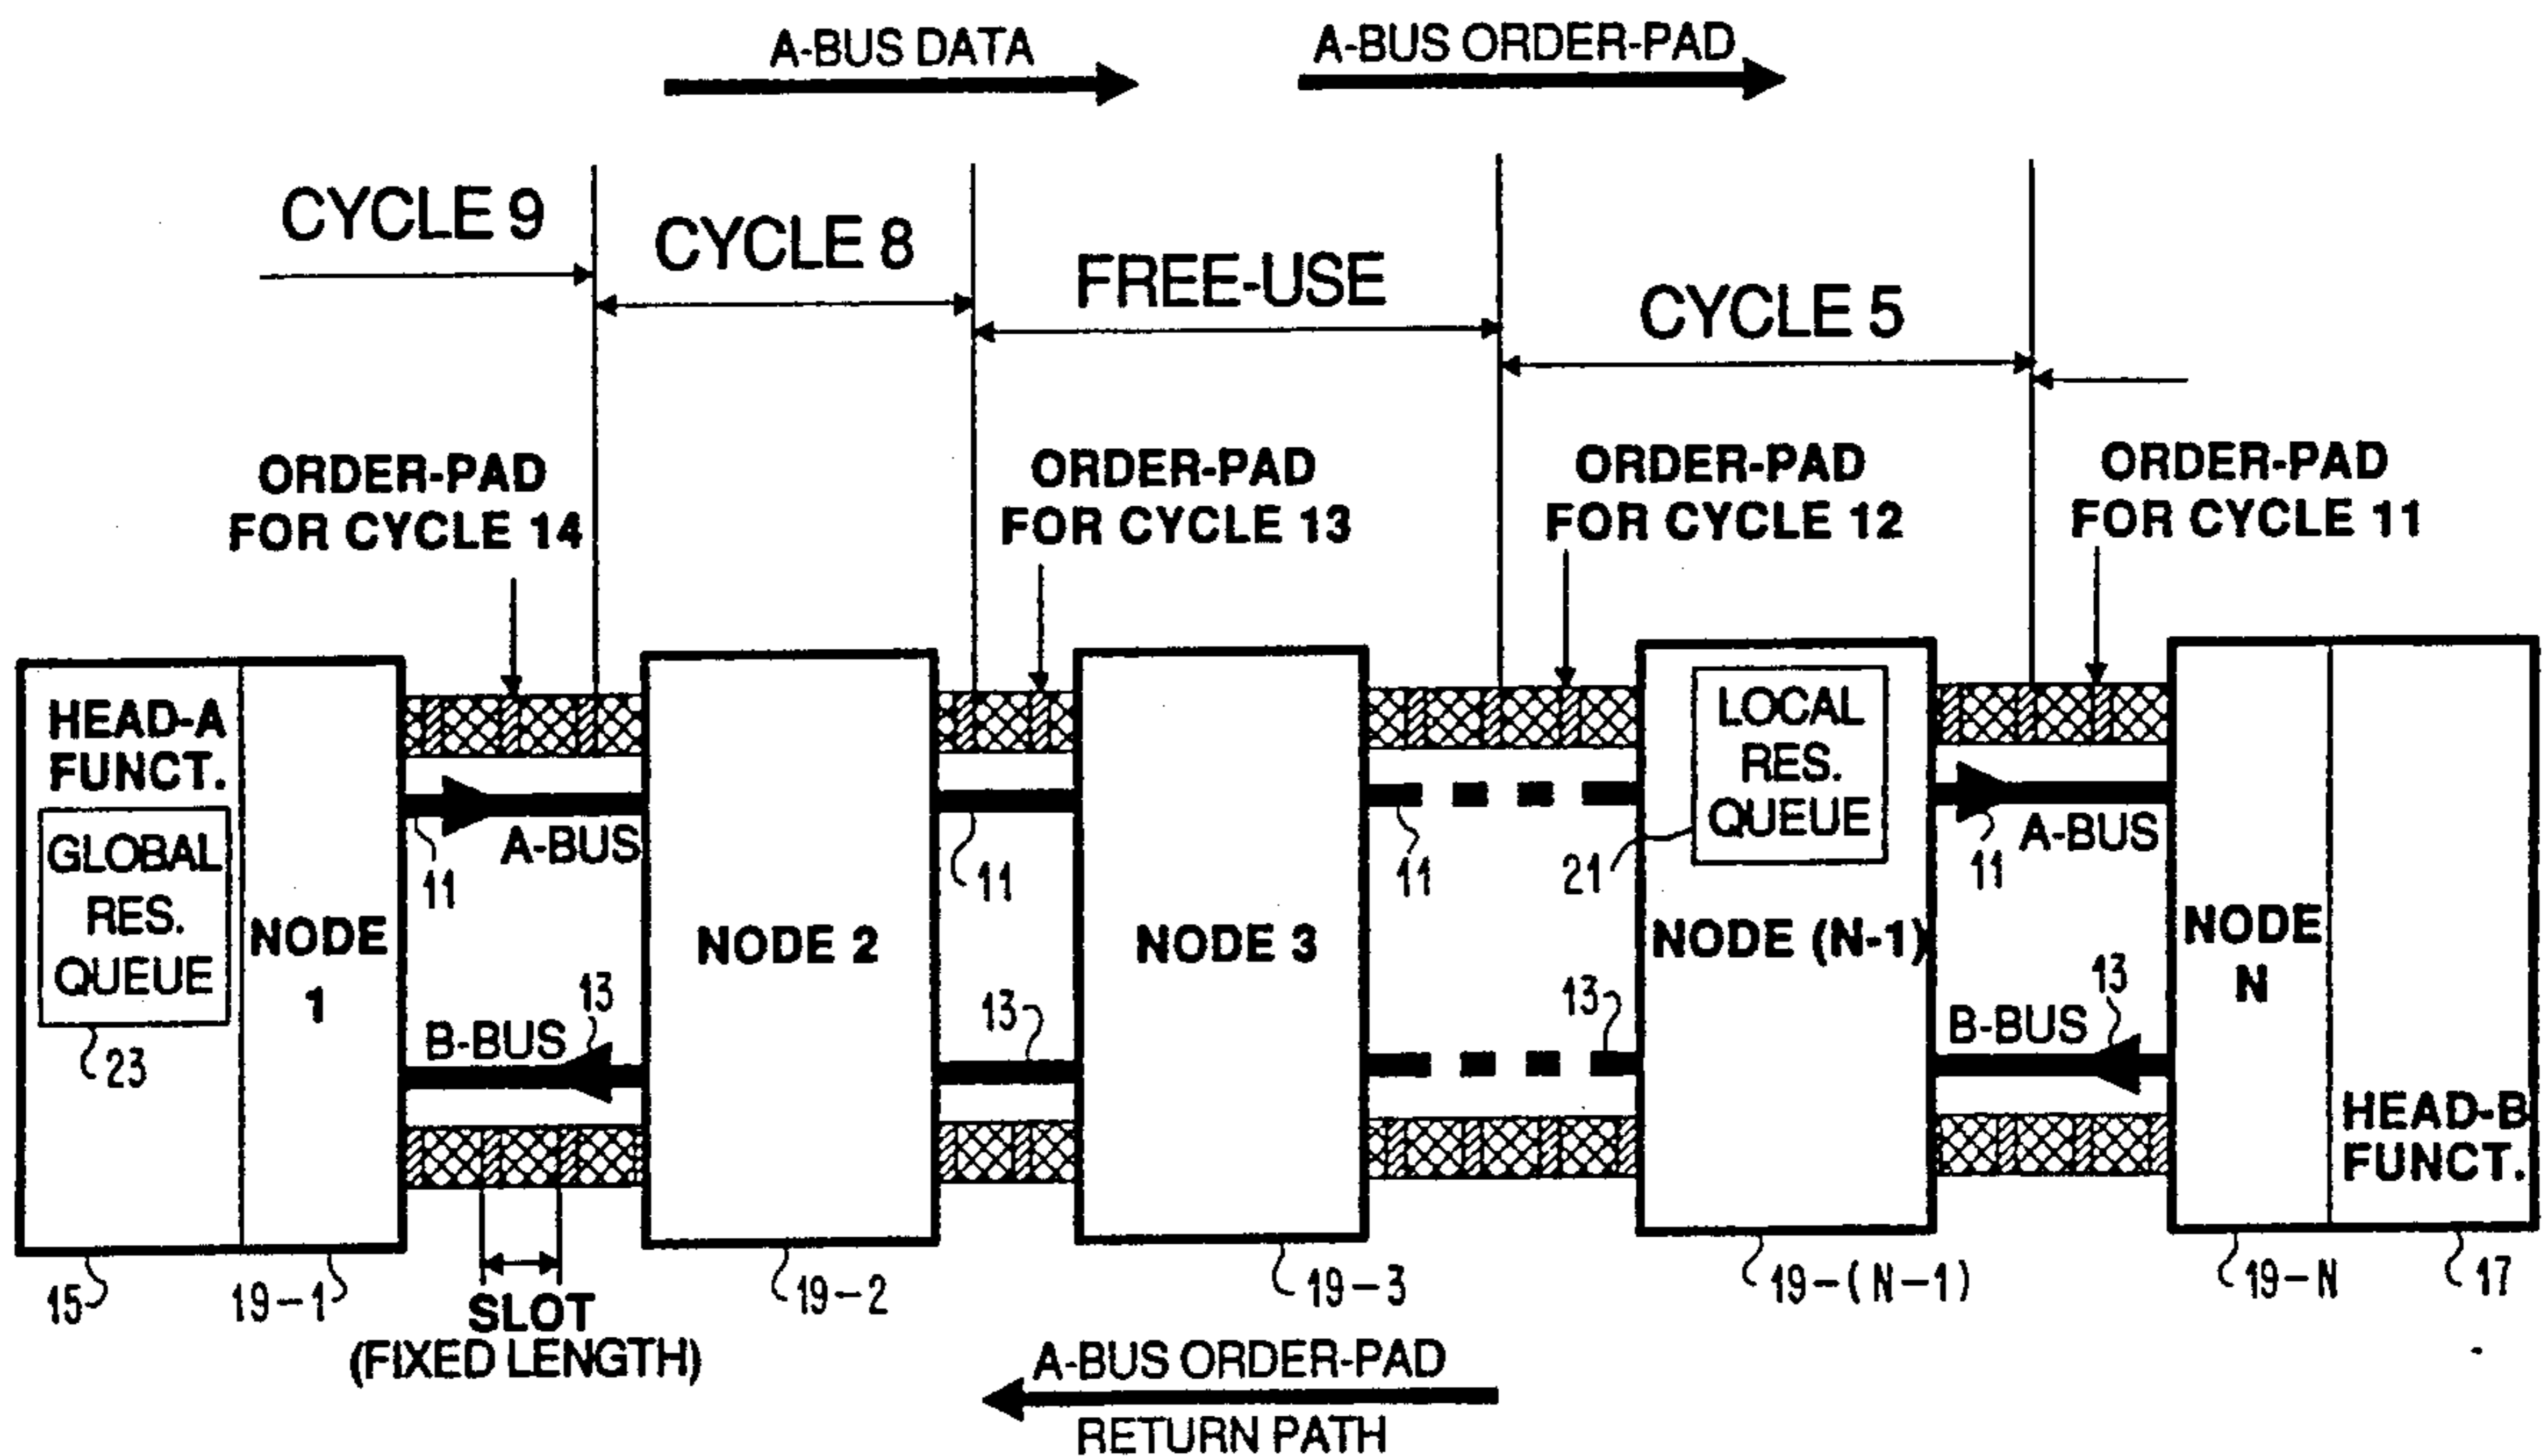 A-BUS DATA
A-BUS ORDER-PAD
CYCLE 9
CYCLE 8
FREE-USE
CYCLE 5
ORDER-PAD
FOR CYCLE 14
ORDER-PAD
FOR CYCLE 13
ORDER-PAD
FOR CYCLE 12
ORDER-PAD
FOR CYCLE 11
HEAD-A
FUNCT.
GLOBAL
RES.
QUEUE
23
NODE
1
11
A-BUS
B-BUS
13
NODE 2
11
13
NODE 3
11
13
LOCAL
RES.
QUEUE
21
NODE (N-1)
11
A-BUS
B-BUS
13
NODE
N
HEAD-B
FUNCT.
15
19-1
SLOT
(FIXED LENGTH)
19-2
19-3
19-(N-1)
19-N
17
A-BUS ORDER-PAD
RETURN PATH